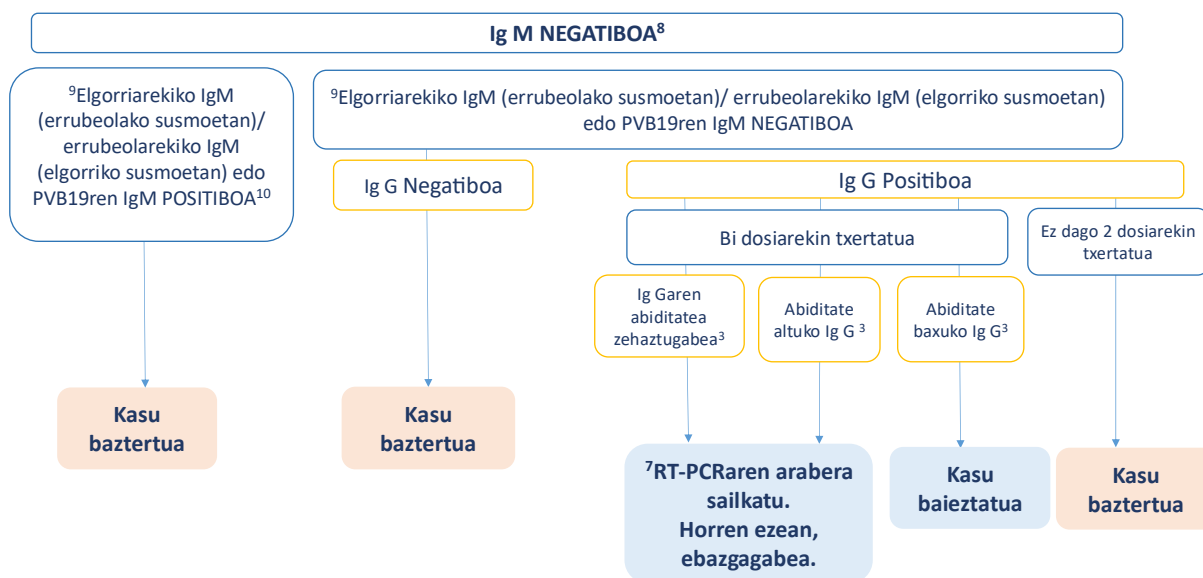 Ig M NEGATIBOA⁸
⁹Elgorriarekiko IgM
(errubeolako susmoetan)/
errubeolarekiko IgM
(elgorriko susmoetan) edo
PVB19ren IgM POSITIBOA¹⁰
⁹Elgorriarekiko IgM (errubeolako susmoetan)/ errubeolarekiko IgM (elgorriko susmoetan)
edo PVB19ren IgM NEGATIBOA
Ig G Negatiboa
Ig G Positiboa
Bi dosiarekin txertatua
Ez dago 2 dosiarekin
txertatua
Ig Garen
abiditatea
zehaztugabea³
Abiditate
altuko Ig G ³
Abiditate
baxuko Ig G³
Kasu
baztertua
Kasu
baztertua
⁷RT-PCRaren arabera
sailkatu.
Horren ezean,
ebazgagabea.
Kasu
baieztatua
Kasu
baztertua